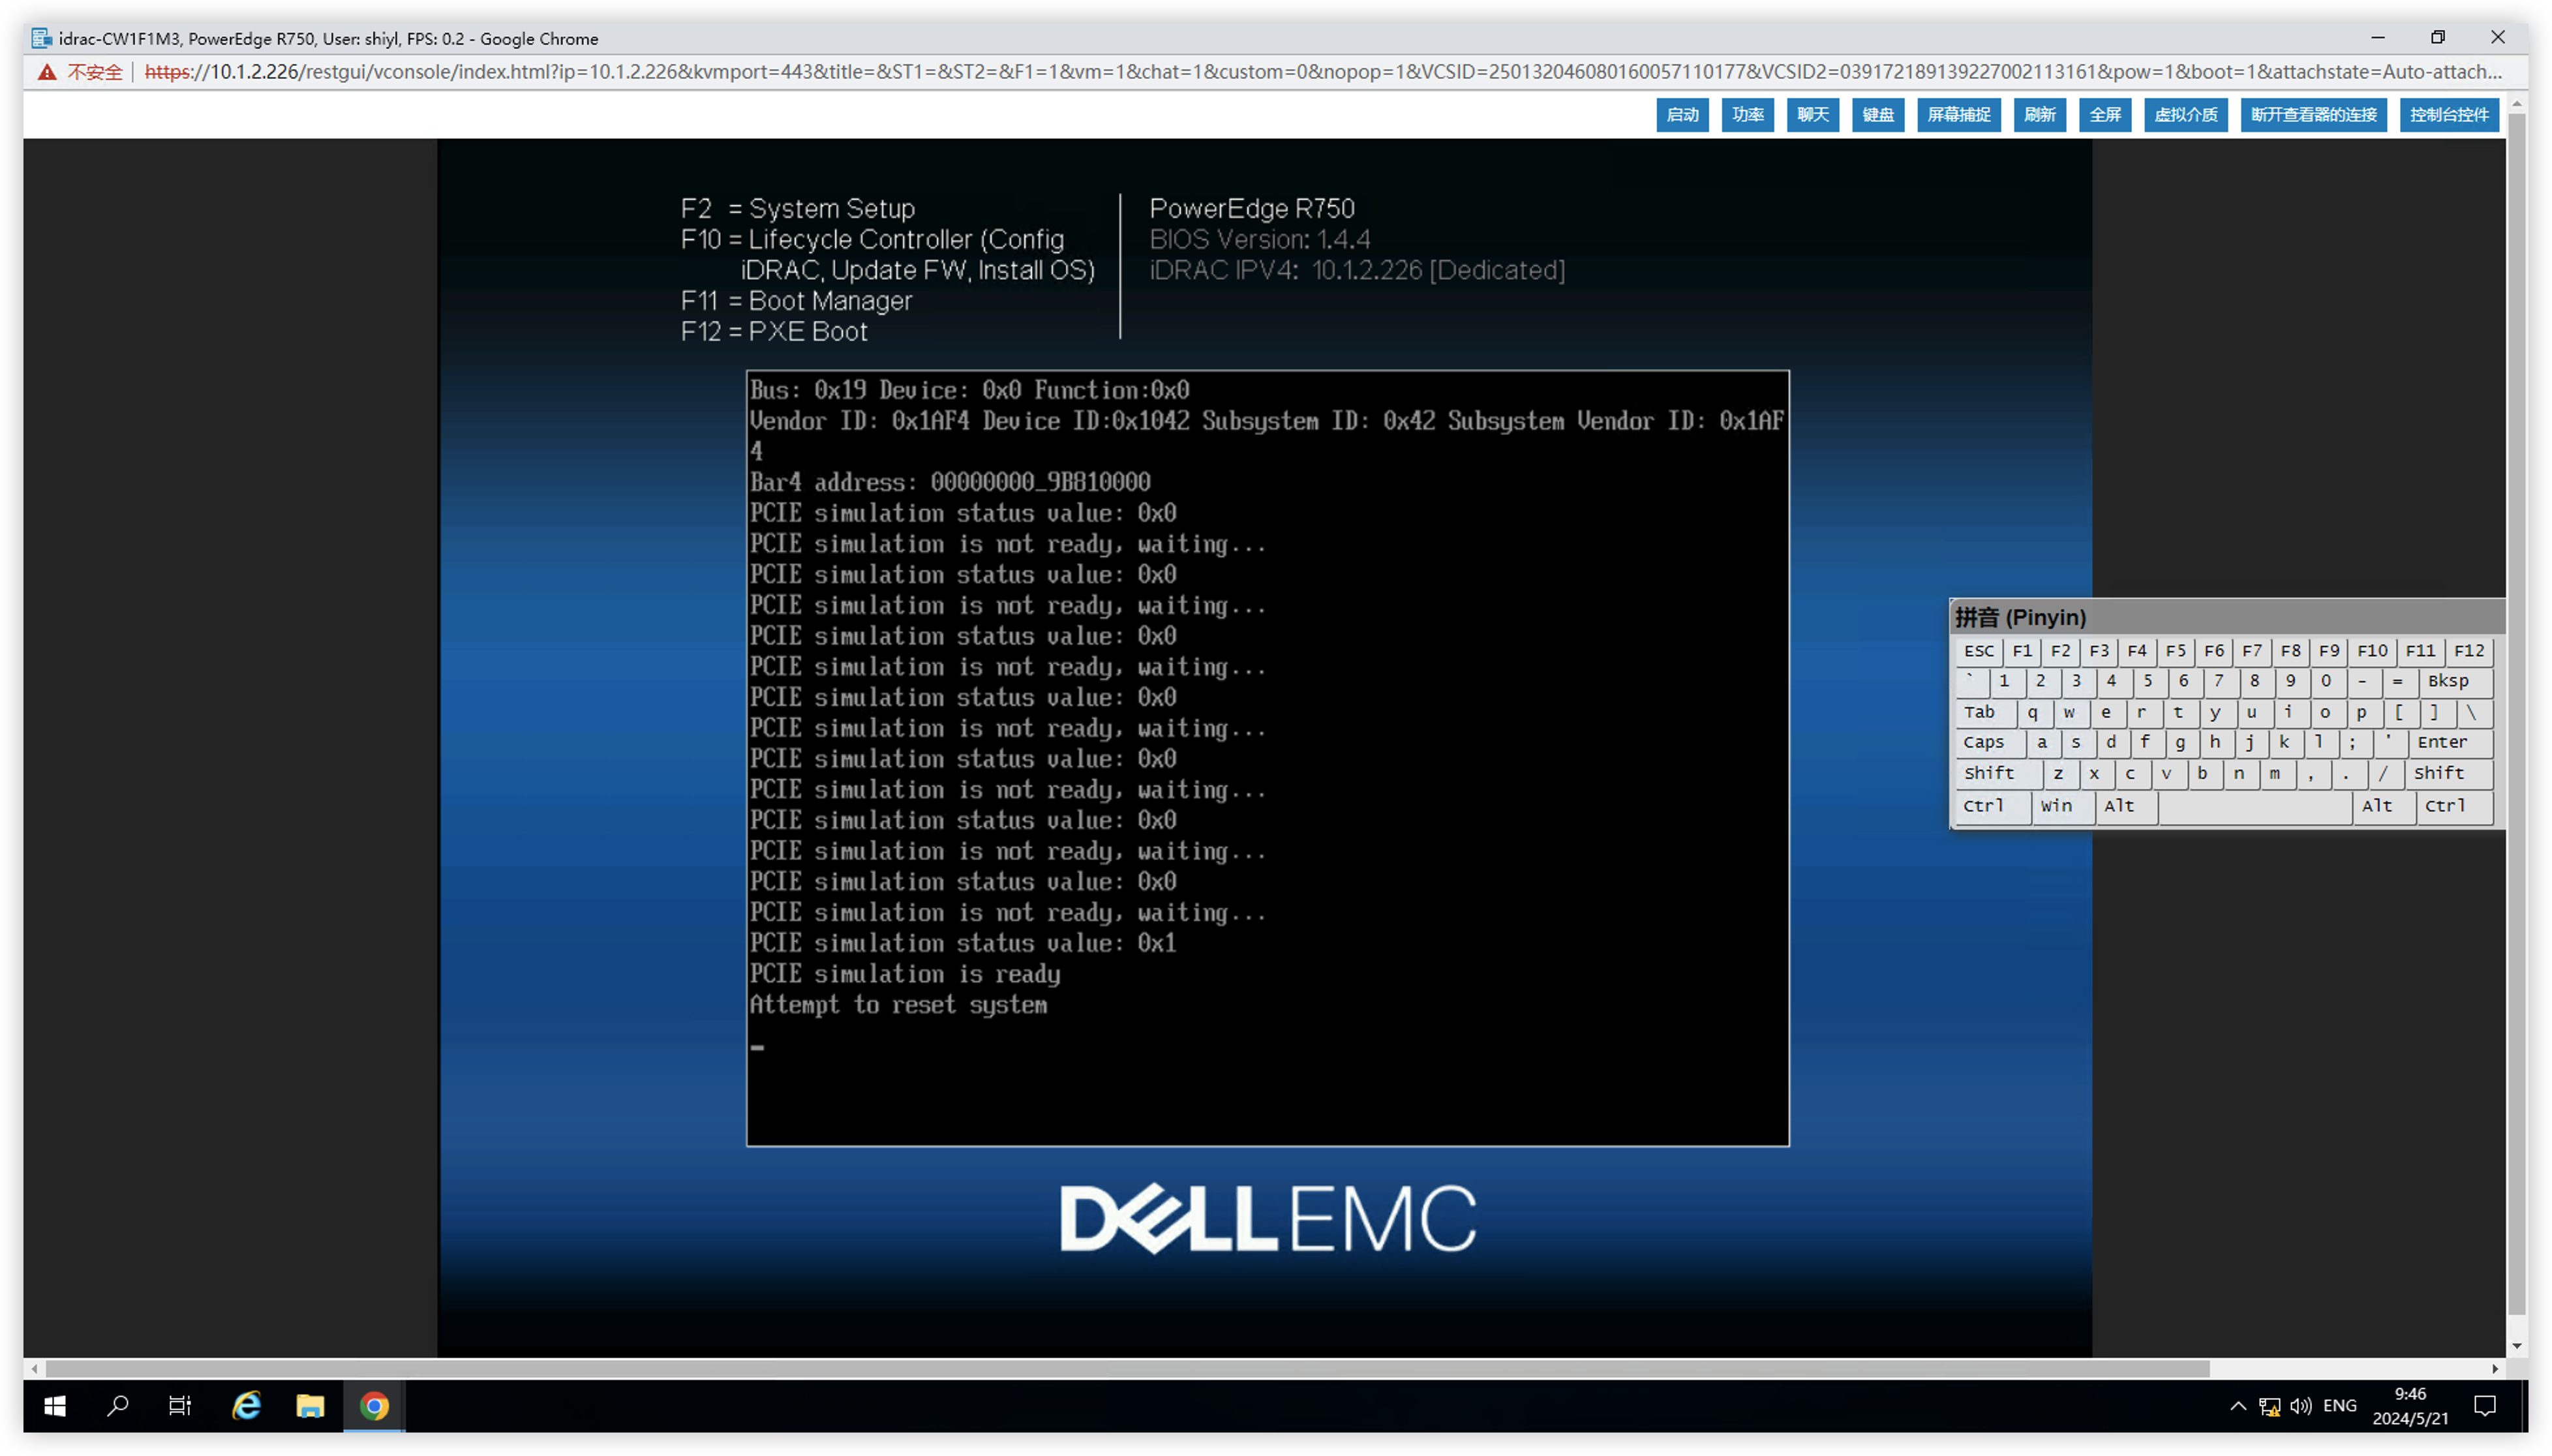 idrac-CW1F1M3, PowerEdge R750, User: shiyl, FPS: 0.2 - Google Chrome
不安全 https://10.1.2.226/restgui/vconsole/index.html?ip=10.1.2.226&kvmport=443&title=&ST1=&ST2=&F1=1&vm=1&chat=1&custom=0&nopop=1&VCSID=250132046080160057110177&VCSID2=039172189139227002113161&pow=1&boot=1&attachstate=Auto-attach...
启动 功率 聊天 键盘 屏幕捕捉 刷新 全屏 虚拟介质 断开查看器的连接 控制台控件
F2 = System Setup
F10 = Lifecycle Controller (Config
iDRAC, Update FW, Install OS)
F11 = Boot Manager
F12 = PXE Boot
PowerEdge R750
BIOS Version: 1.4.4
iDRAC IPV4: 10.1.2.226 [Dedicated]
Bus: 0x19 Device: 0x0 Function:0x0
Vendor ID: 0x1AF4 Device ID:0x1042 Subsystem ID: 0x42 Subsystem Vendor ID: 0x1AF
4
Bar4 address: 00000000_9B810000
PCIE simulation status value: 0x0
PCIE simulation is not ready, waiting...
PCIE simulation status value: 0x0
PCIE simulation is not ready, waiting...
PCIE simulation status value: 0x0
PCIE simulation is not ready, waiting...
PCIE simulation status value: 0x0
PCIE simulation is not ready, waiting...
PCIE simulation status value: 0x0
PCIE simulation is not ready, waiting...
PCIE simulation status value: 0x0
PCIE simulation is not ready, waiting...
PCIE simulation status value: 0x0
PCIE simulation is not ready, waiting...
PCIE simulation status value: 0x1
PCIE simulation is ready
Attempt to reset system
DELLEMC
拼音 (Pinyin)
ESC F1 F2 F3 F4 F5 F6 F7 F8 F9 F10 F11 F12
` 1 2 3 4 5 6 7 8 9 0 - = Bksp
Tab q w e r t y u i o p [ ] \
Caps a s d f g h j k l ; ' Enter
Shift z x c v b n m , . / Shift
Ctrl Win Alt Alt Ctrl
ENG
9:46
2024/5/21